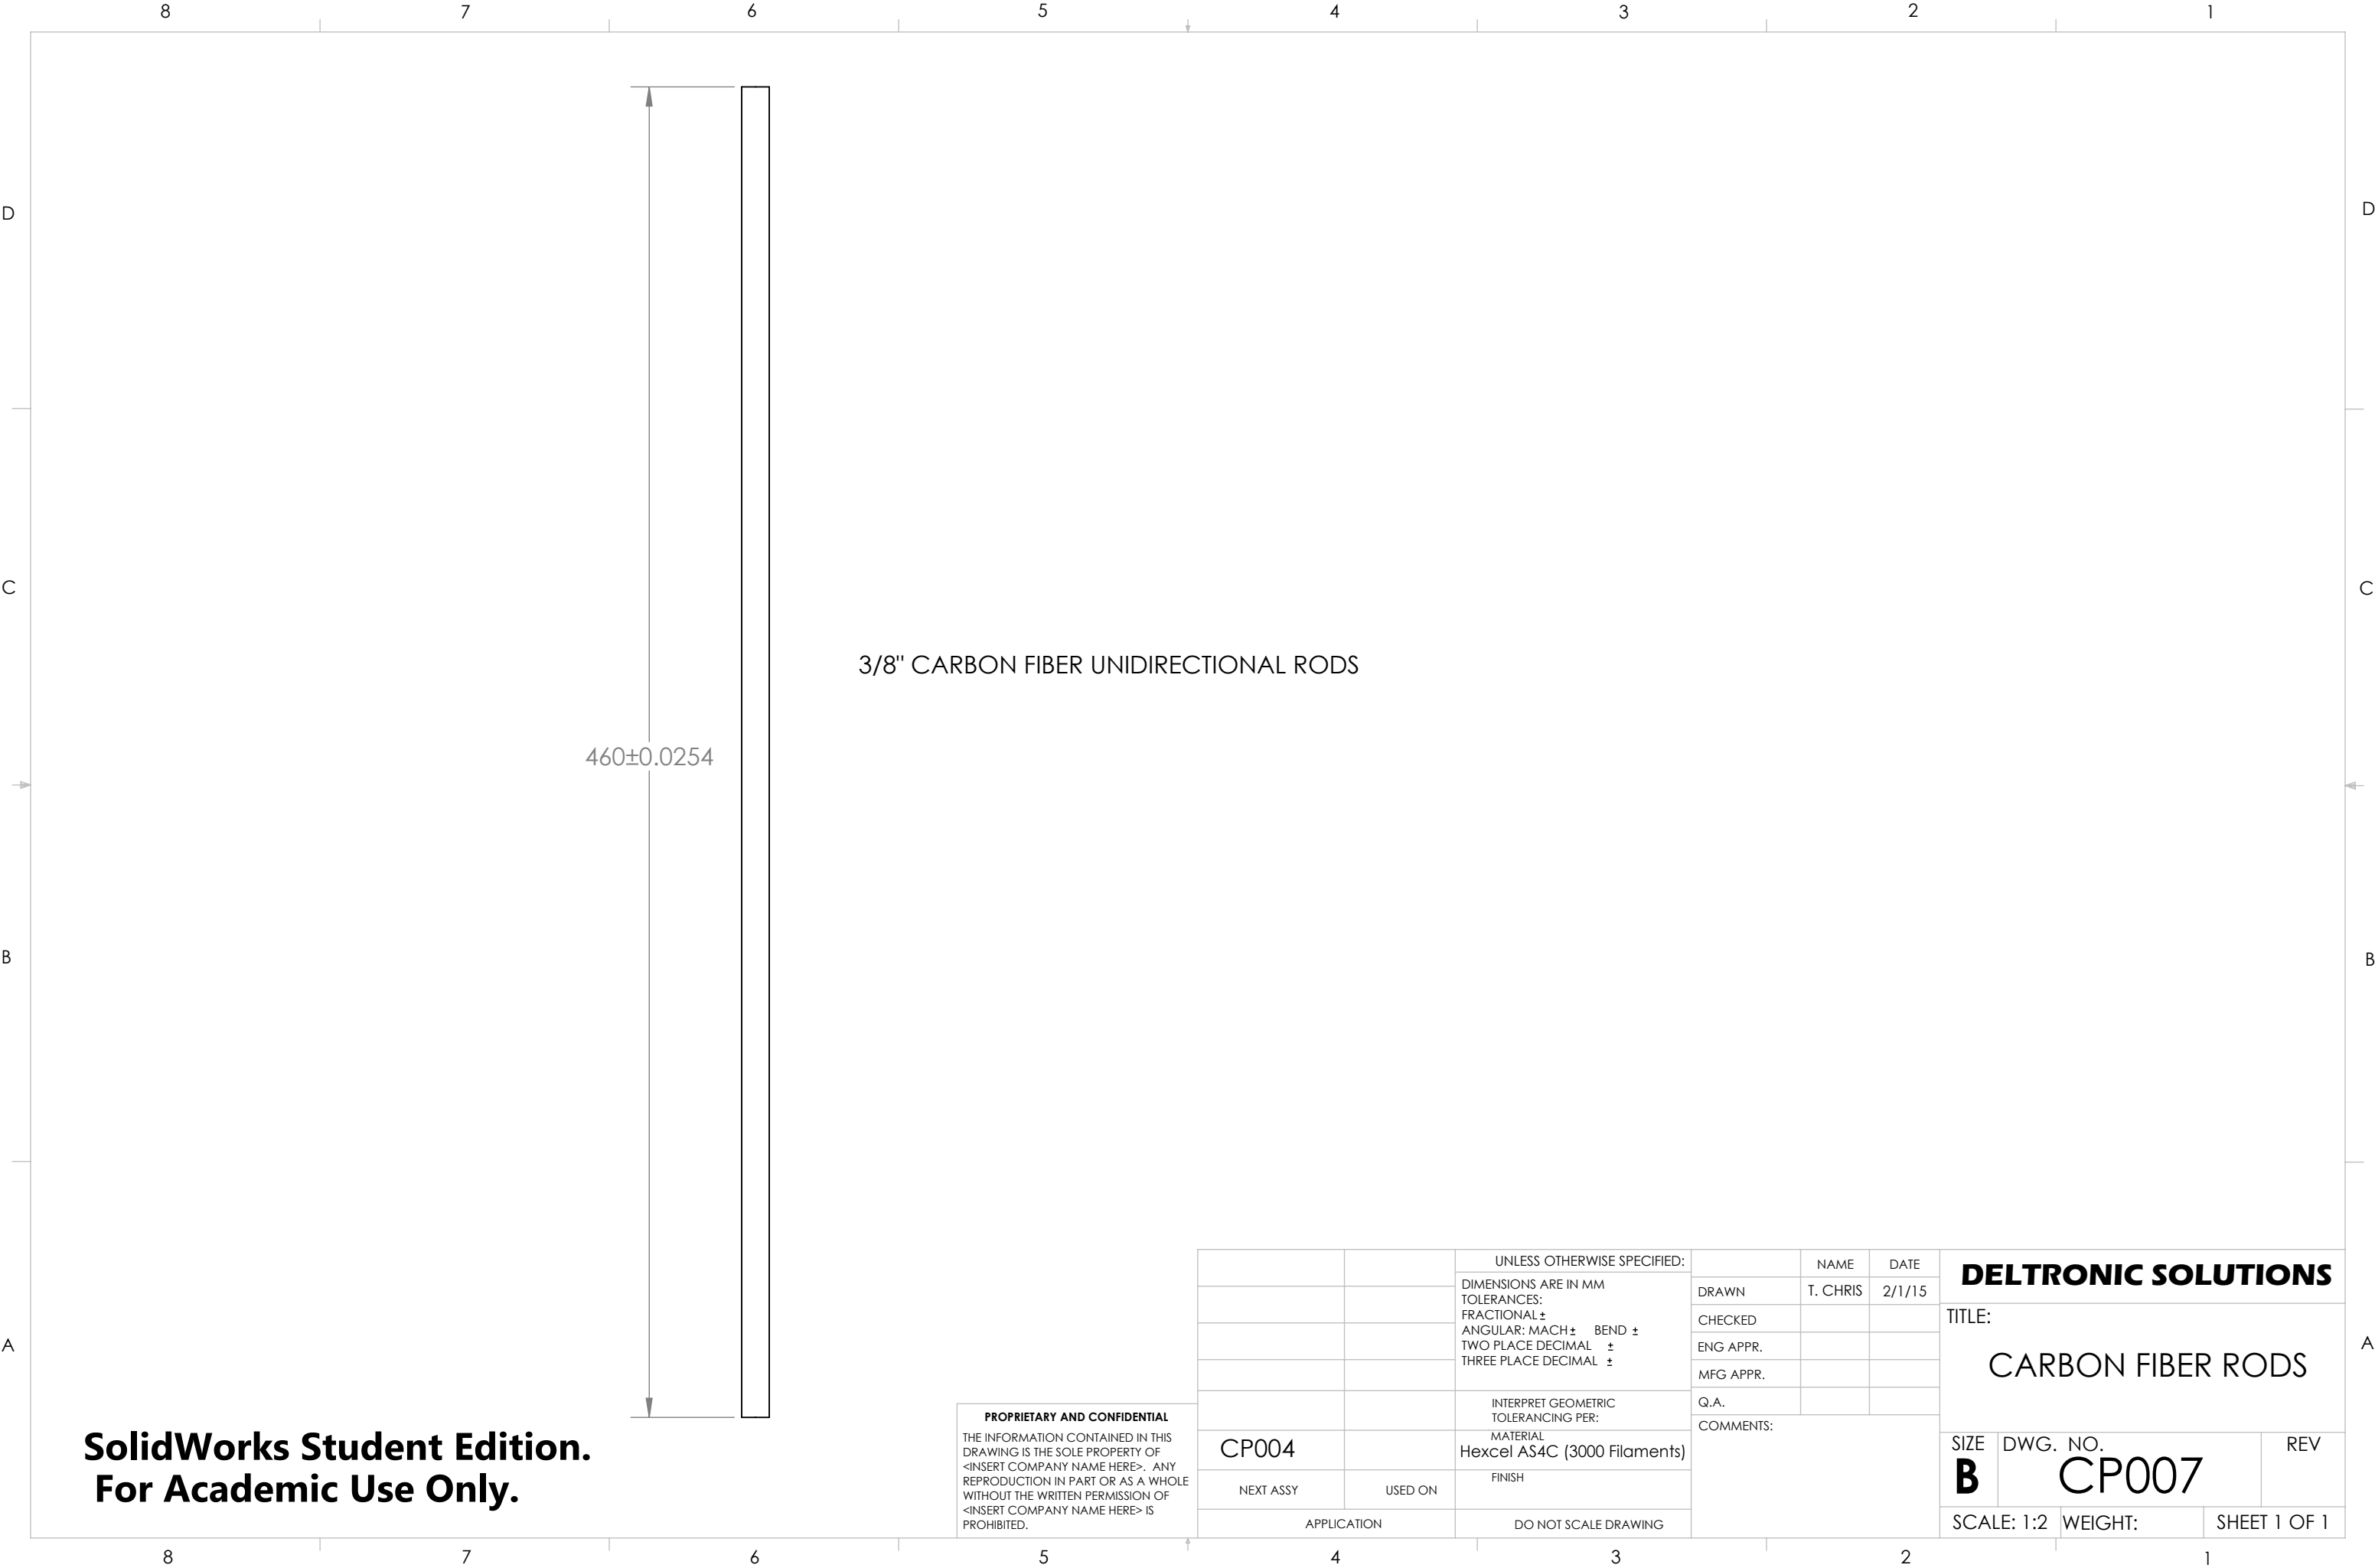 8 7 6 5 4 3 2 1
D D
C C
3/8" CARBON FIBER UNIDIRECTIONAL RODS
460±0.0254
B B
A A
SolidWorks Student Edition.
For Academic Use Only.
PROPRIETARY AND CONFIDENTIAL
THE INFORMATION CONTAINED IN THIS
DRAWING IS THE SOLE PROPERTY OF
<INSERT COMPANY NAME HERE>. ANY
REPRODUCTION IN PART OR AS A WHOLE
WITHOUT THE WRITTEN PERMISSION OF
<INSERT COMPANY NAME HERE> IS
PROHIBITED.
CP004
NEXT ASSY USED ON
APPLICATION
UNLESS OTHERWISE SPECIFIED:
DIMENSIONS ARE IN MM
TOLERANCES:
FRACTIONAL ±
ANGULAR: MACH ± BEND ±
TWO PLACE DECIMAL ±
THREE PLACE DECIMAL ±
INTERPRET GEOMETRIC
TOLERANCING PER:
MATERIAL
Hexcel AS4C (3000 Filaments)
FINISH
DO NOT SCALE DRAWING
NAME DATE
DRAWN T. CHRIS 2/1/15
CHECKED
ENG APPR.
MFG APPR.
Q.A.
COMMENTS:
DELTRONIC SOLUTIONS
TITLE:
CARBON FIBER RODS
SIZE DWG. NO. REV
B CP007
SCALE: 1:2 WEIGHT: SHEET 1 OF 1
8 7 6 5 4 3 2 1